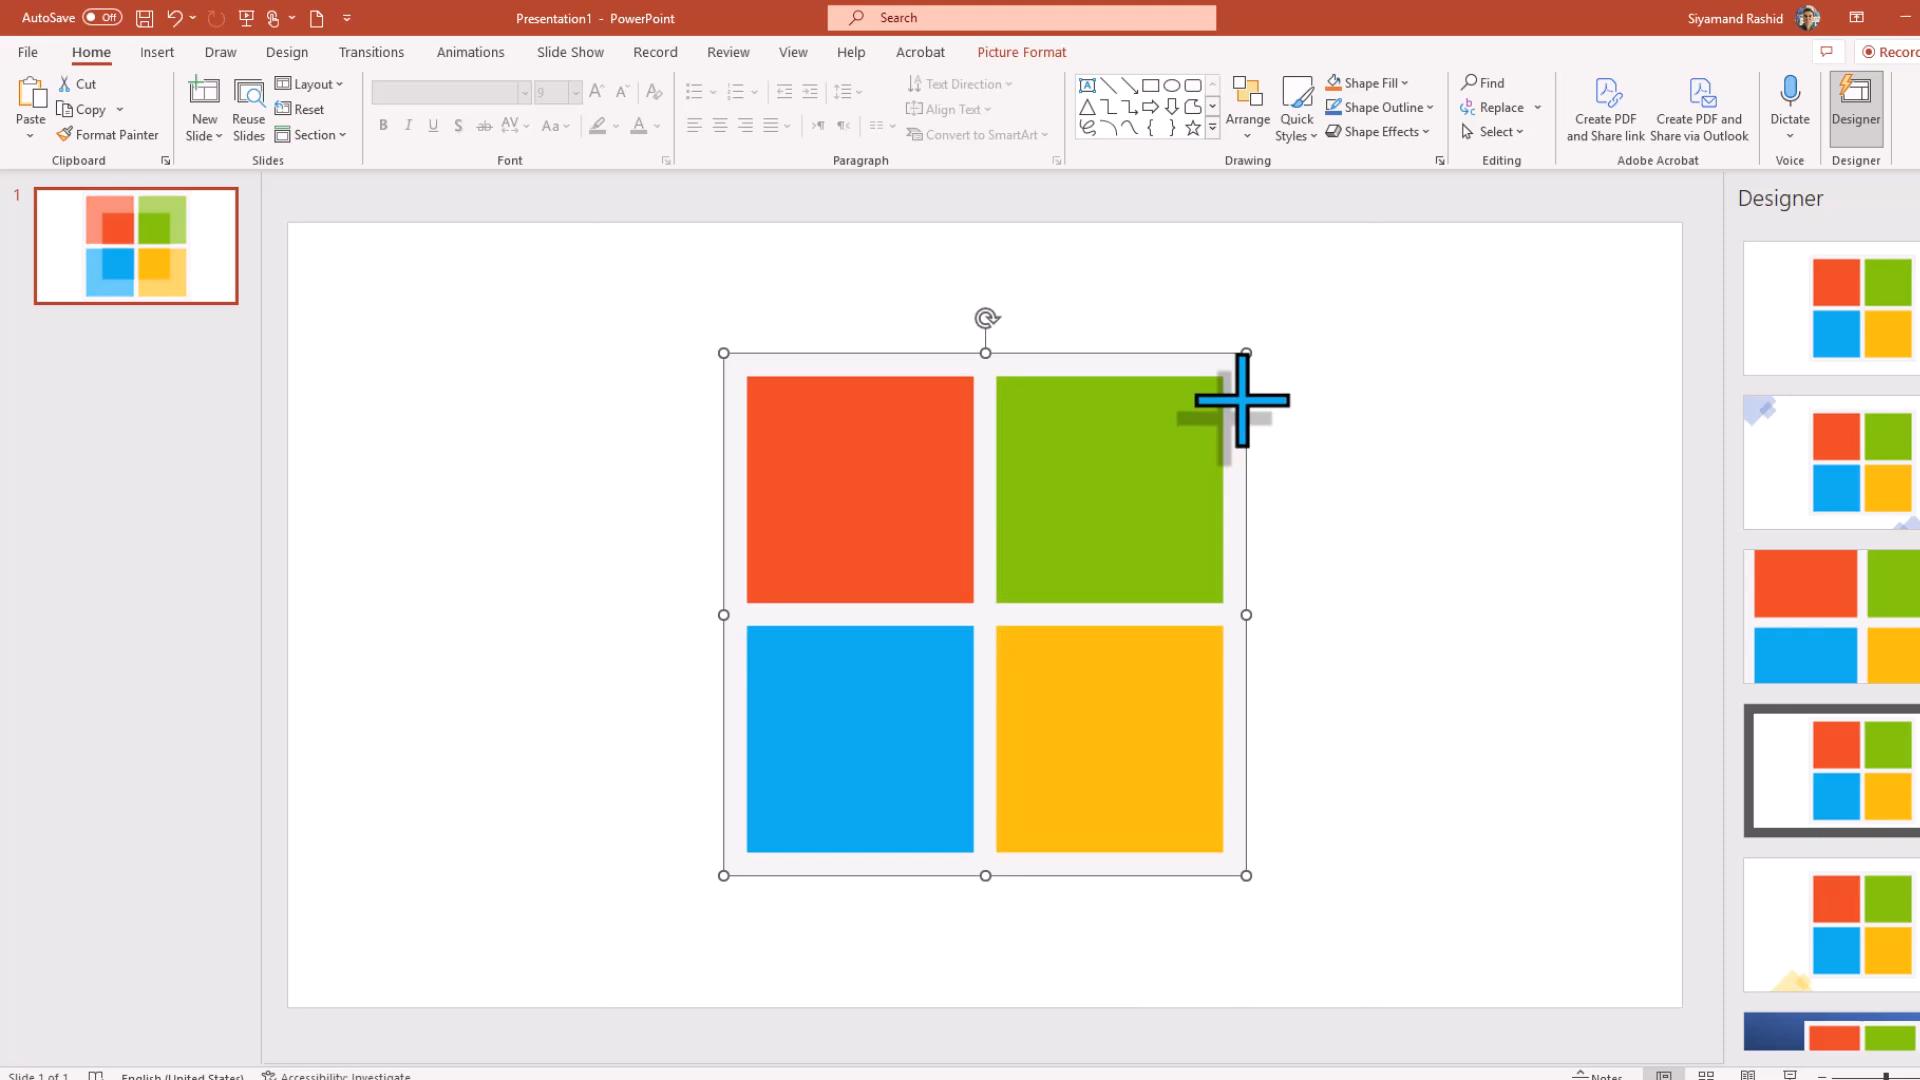 AutoSave Off Presentation1 - PowerPoint Search Siyamand Rashid
File Home Insert Draw Design Transitions Animations Slide Show Record Review View Help Acrobat Picture Format Record
Paste
Cut
Copy
Format Painter
Clipboard
New
Slide
Reuse
Slides
Layout
Reset
Section
Slides
9
Font
Text Direction
Align Text
Convert to SmartArt
Paragraph
Arrange
Quick
Styles
Shape Fill
Shape Outline
Shape Effects
Drawing
Find
Replace
Select
Editing
Create PDF
and Share link
Create PDF and
Share via Outlook
Adobe Acrobat
Dictate
Voice
Designer
Designer
1
Designer
Slide 1 of 1 English (United States) Accessibility: Investigate Notes